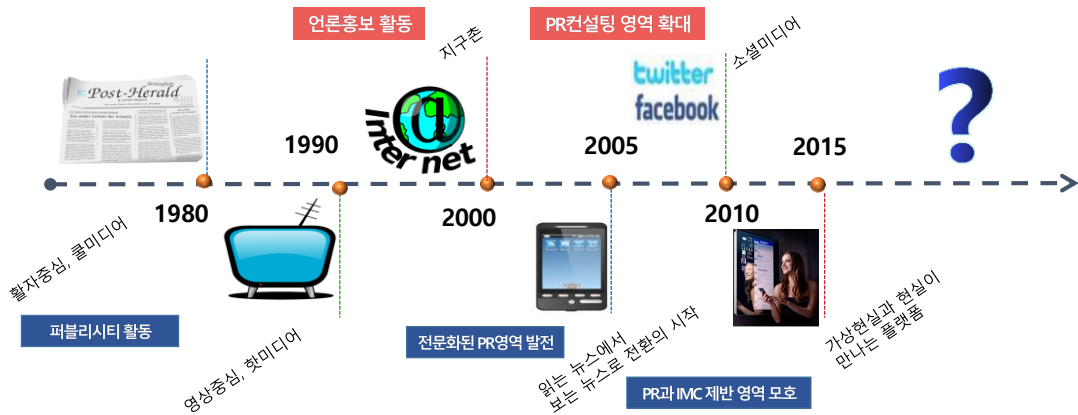 언론홍보 활동
PR컨설팅 영역 확대
지구촌
소셜미디어
Post-Herald
Internet
twitter
facebook
1990
2005
2015
1980
2000
2010
활자중심, 쿨미디어
퍼블리시티 활동
영상중심, 핫미디어
전문화된 PR영역 발전
읽는 뉴스에서
보는 뉴스로 전환의 시작
PR과 IMC 제반 영역 모호
가상현실과 현실이
만나는 플랫폼
?